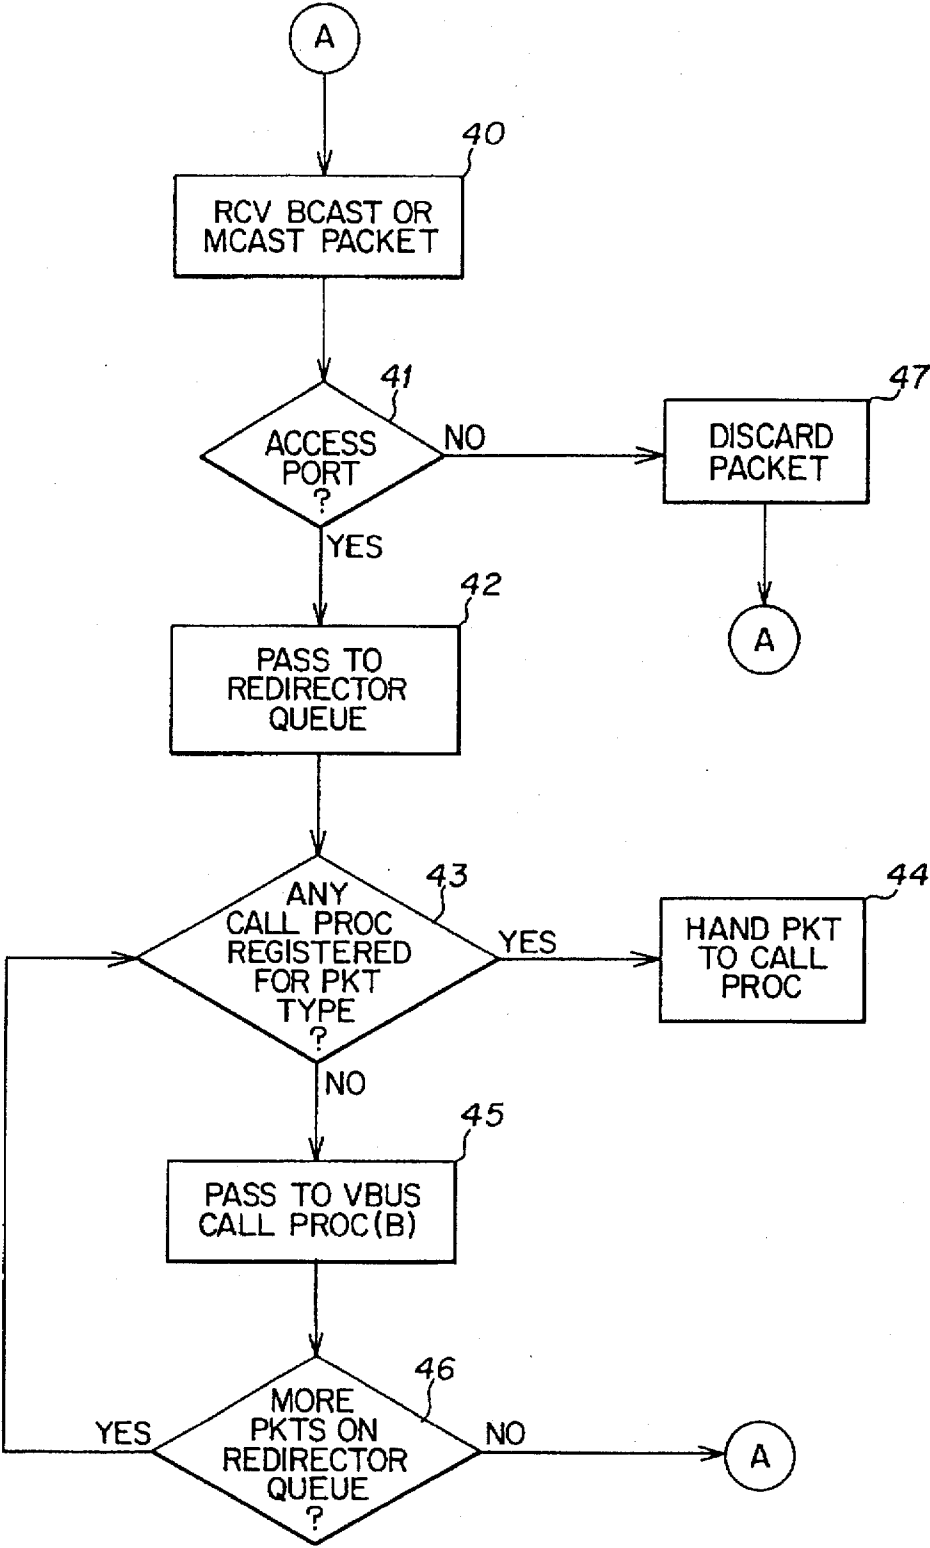 A
40
RCV BCAST OR
MCAST PACKET
41
ACCESS
PORT
?
NO
47
DISCARD
PACKET
YES
A
42
PASS TO
REDIRECTOR
QUEUE
43
ANY
CALL PROC
REGISTERED
FOR PKT
TYPE
?
YES
44
HAND PKT
TO CALL
PROC
NO
45
PASS TO VBUS
CALL PROC(B)
46
MORE
PKTS ON
REDIRECTOR
QUEUE
?
YES
NO
A